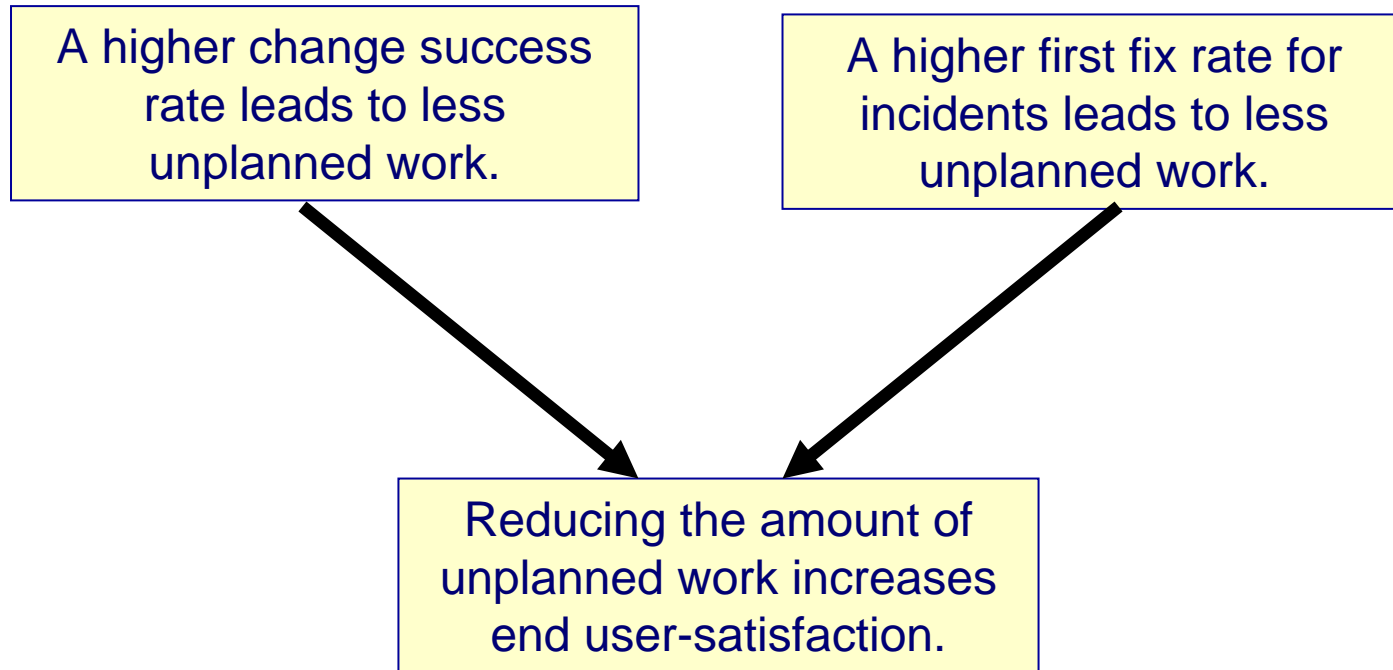 A higher change success
rate leads to less
unplanned work.
A higher first fix rate for
incidents leads to less
unplanned work.
Reducing the amount of
unplanned work increases
end user-satisfaction.